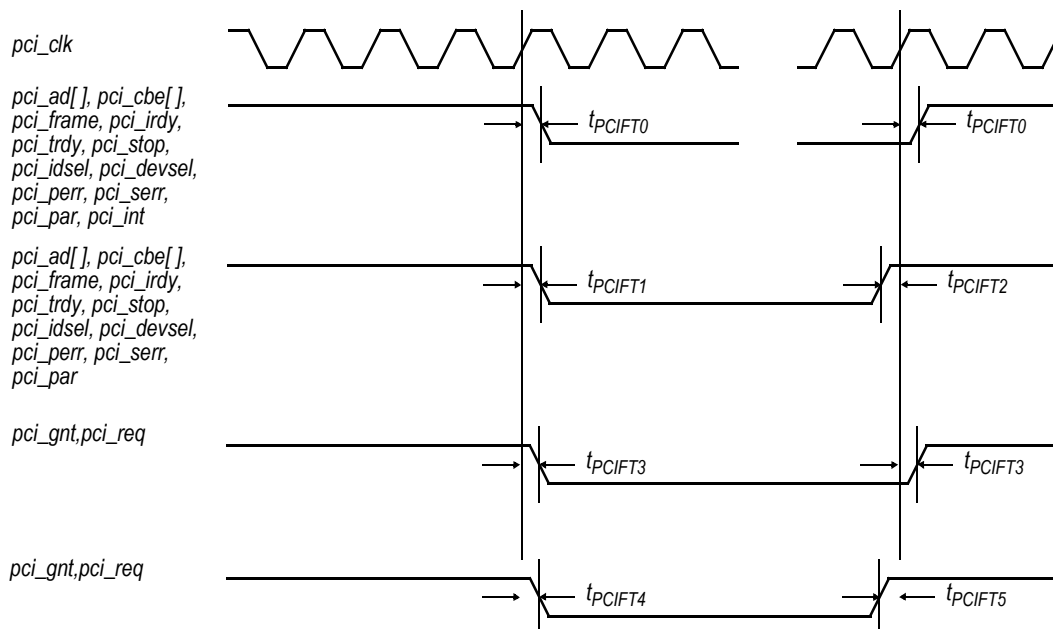 pci_clk
pci_ad[ ], pci_cbe[ ],
pci_frame, pci_irdy,
pci_trdy, pci_stop,
pci_idsel, pci_devsel,
pci_perr, pci_serr,
pci_par, pci_int
tPCIFT0
tPCIFT0
pci_ad[ ], pci_cbe[ ],
pci_frame, pci_irdy,
pci_trdy, pci_stop,
pci_idsel, pci_devsel,
pci_perr, pci_serr,
pci_par
tPCIFT1
tPCIFT2
pci_gnt,pci_req
tPCIFT3
tPCIFT3
pci_gnt,pci_req
tPCIFT4
tPCIFT5